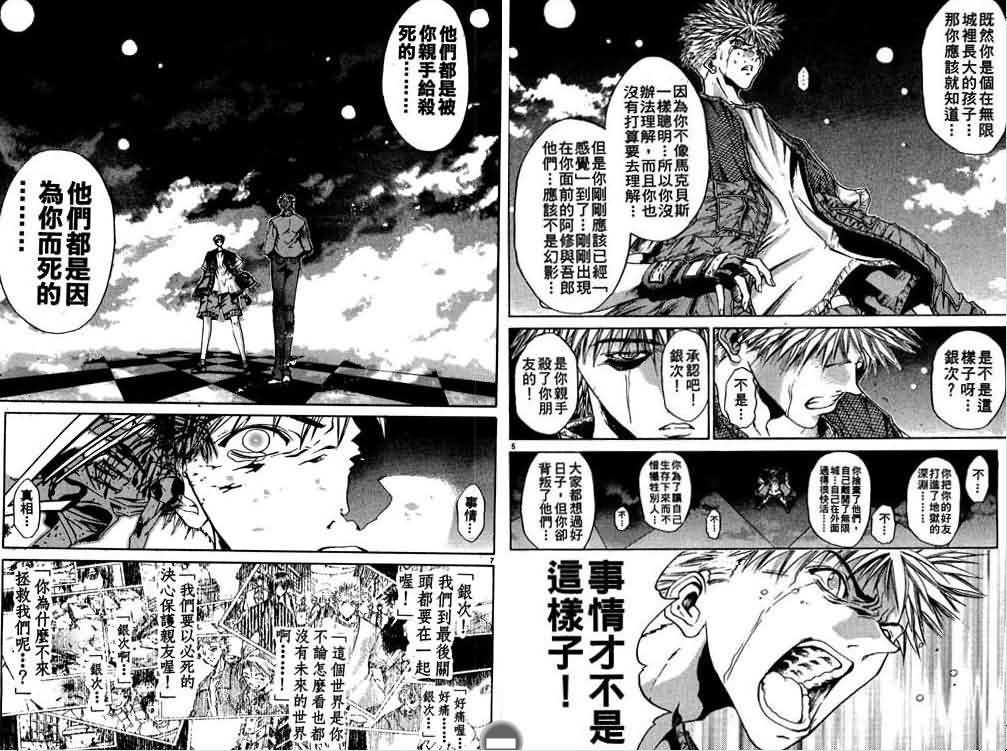 既然你是個在無限
城裡長大的孩子…
那你應該就知道…
…
因為你不像馬克貝斯
一樣聰明…所以你沒
辦法理解，而且你也
沒有打算要去理解…
但是你剛剛應該已經「
感覺」到了…剛剛出現
在你面前的阿修與吾郎
他們…應該不是幻影…
是不是這
樣子呀…
銀次？
不是…
承認吧！
銀次！
是你親手
殺了你朋
友的！
6
不…
你把你的好友
打進了地獄的
深淵……
不…
你捨棄了他們，
自己離開了無限
城…自己在外面
過得很快活……
不…
你為了讓自己
生存下來而不
惜犧牲別人…
不…
大家都想過好
日子，但你卻
背叛了他們…
事情才不是
這樣子！
他們都是被
你親手給殺
死的………
他們都是因
為你而死的
………
事情…
真相…
7
「銀次！
我們到最後關
頭都要在一起
喔！」
「好痛喔…
好痛…
銀次…」
「這個世界是你
不論怎麼看也都
沒有未來的世界
啊……」
「銀次…」
「銀次啊！」
「我們要以必死的
決心保護親友喔！」
「你為什麼不來
拯救我們呢…？」